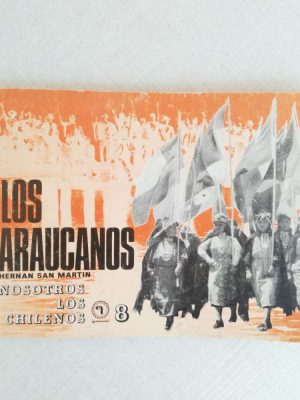 LOS
ARAUCANOS
HERNAN SAN MARTIN
NOSOTROS
LOS
CHILENOS 8